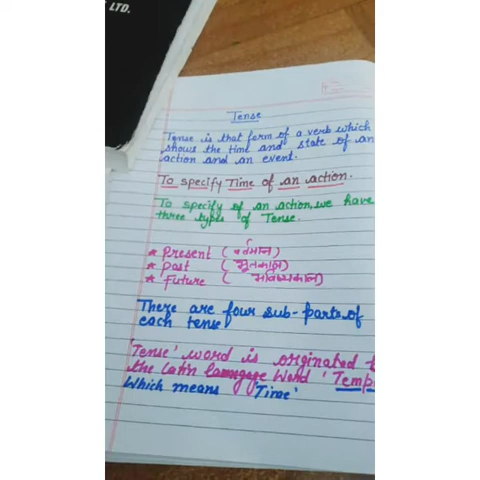 LTD.
Tense
Tense is that form of a verb which
shows the time and state of an
action and an event.
To specify Time of an action.
To specify of an action, we have
three types of Tense.
* Present (वर्तमान)
* Past (भूतकाल)
* Future (भविष्यकाल)
There are four sub-parts of
each tense
'Tense' word is originated
the Latin language Word 'Temp
Which means 'Time'